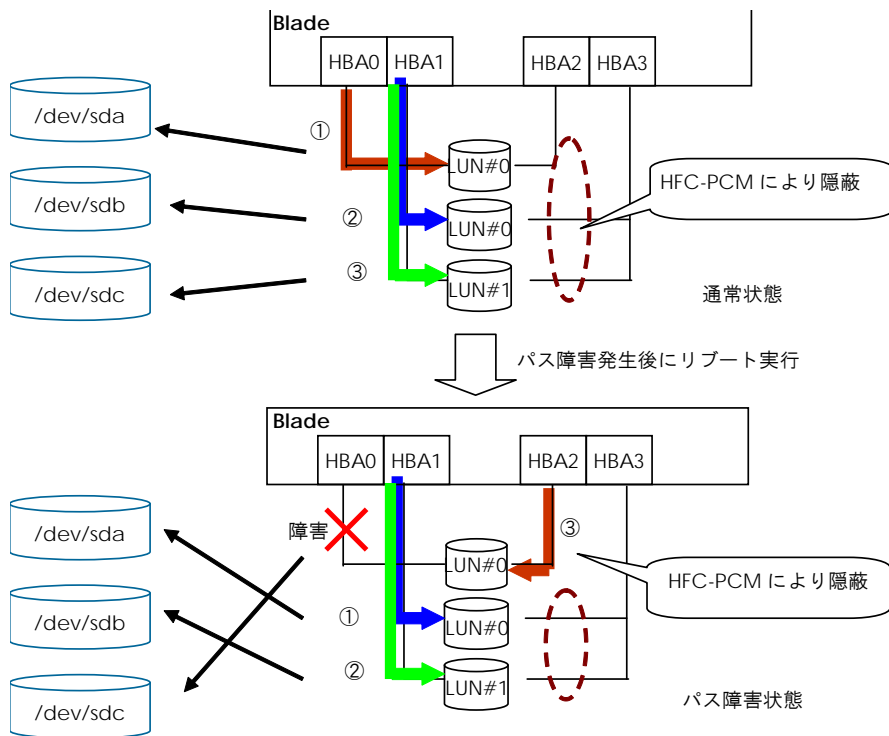 Blade
HBA0 HBA1 HBA2 HBA3
/dev/sda
①
LUN#0
HFC-PCM により隠蔽
/dev/sdb
②
LUN#0
/dev/sdc
③
LUN#1
通常状態
パス障害発生後にリブート実行
Blade
HBA0 HBA1 HBA2 HBA3
/dev/sda
障害
③
LUN#0
HFC-PCM により隠蔽
/dev/sdb
①
LUN#0
②
LUN#1
/dev/sdc
パス障害状態